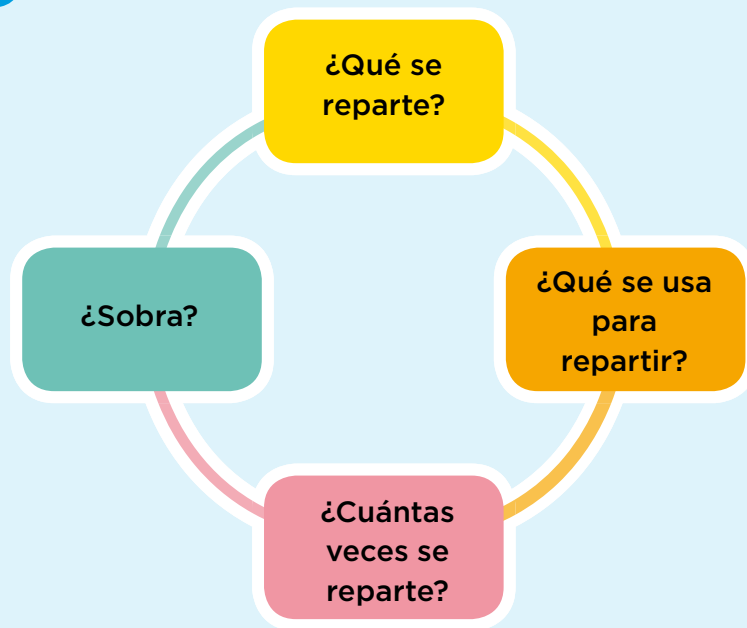 ¿Qué se
reparte?
¿Qué se usa
para
repartir?
¿Cuántas
veces se
reparte?
¿Sobra?